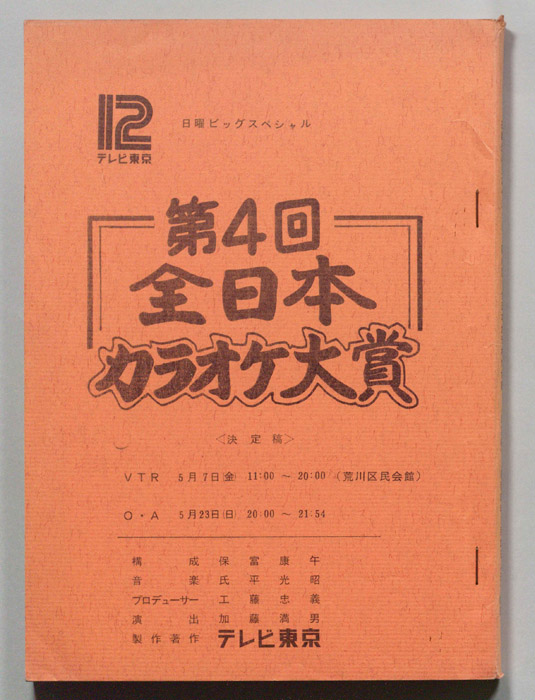 12
テレビ東京
日曜ビッグスペシャル
第4回
全日本
カラオケ大賞
〈決定稿〉
VTR 5月7日(金) 11:00 ~ 20:00 (荒川区民会館)
O・A 5月23日(日) 20:00 ~ 21:54
構成 保富康午
音楽 氏平光昭
プロデューサー 工藤忠義
演出 加藤満男
製作著作 テレビ東京